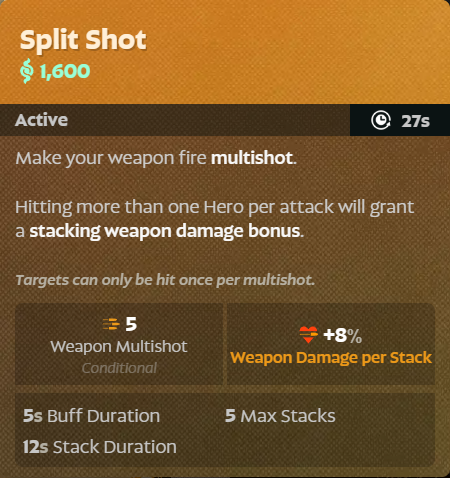 Split Shot
1,600
Active 27s
Make your weapon fire multishot.
Hitting more than one Hero per attack will grant
a stacking weapon damage bonus.
Targets can only be hit once per multishot.
5
Weapon Multishot
Conditional
+8%
Weapon Damage per Stack
5s Buff Duration 5 Max Stacks
12s Stack Duration